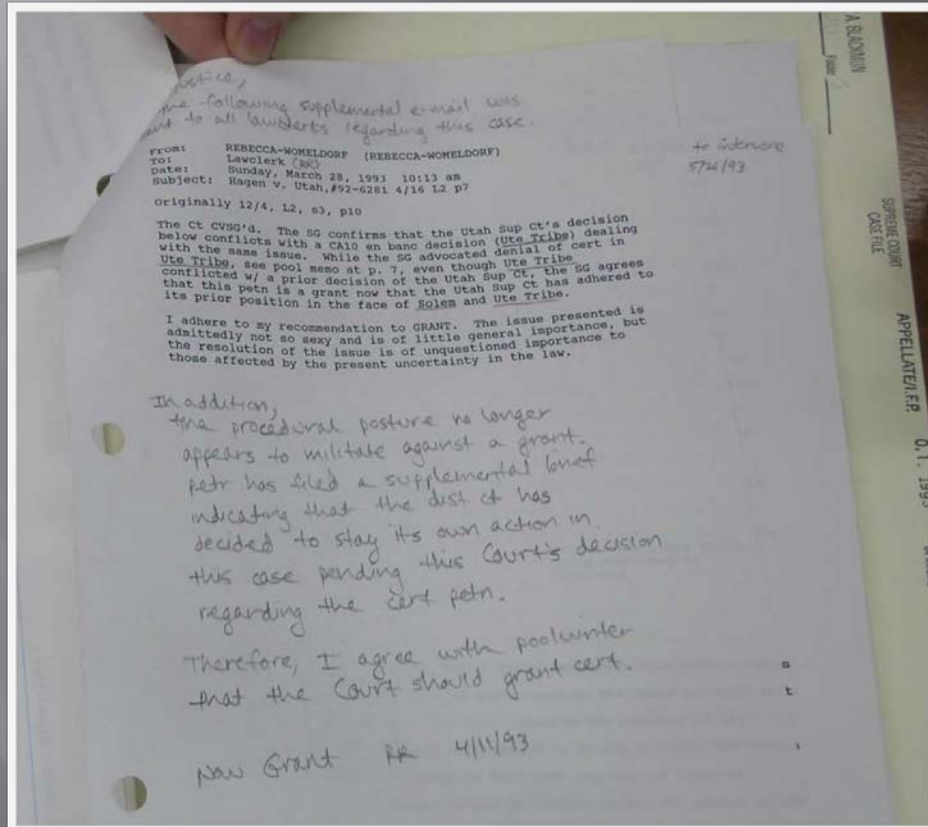 Justice,
The following supplemental e-mail was
sent to all lawclerks regarding this case.
to intervene
5/26/93
From: REBECCA-WOMELDORF (REBECCA-WOMELDORF)
To: Lawclerk (RR)
Date: Sunday, March 28, 1993 10:13 am
Subject: Hagen v. Utah,#92-6281 4/16 L2 p7
originally 12/4, L2, s3, p10
The Ct CVSG'd. The SG confirms that the Utah Sup Ct's decision
below conflicts with a CA10 en banc decision (Ute Tribe) dealing
with the same issue. While the SG advocated denial of cert in
Ute Tribe, see pool memo at p. 7, even though Ute Tribe
conflicted w/ a prior decision of the Utah Sup Ct, the SG agrees
that this petn is a grant now that the Utah Sup Ct has adhered to
its prior position in the face of Solem and Ute Tribe.
I adhere to my recommendation to GRANT. The issue presented is
admittedly not so sexy and is of little general importance, but
the resolution of the issue is of unquestioned importance to
those affected by the present uncertainty in the law.
In addition,
the procedural posture no longer
appears to militate against a grant.
petr has filed a supplemental brief
indicating that the dist ct has
decided to stay its own action in
this case pending this Court's decision
regarding the cert petn.
Therefore, I agree with poolwriter
that the Court should grant cert.
Now Grant RR 4/11/93
s
t
A BLACKMUN
Folder 3
SUPREME COURT
CASE FILE
APPELLATE/I.F.P.
O.T. 1993